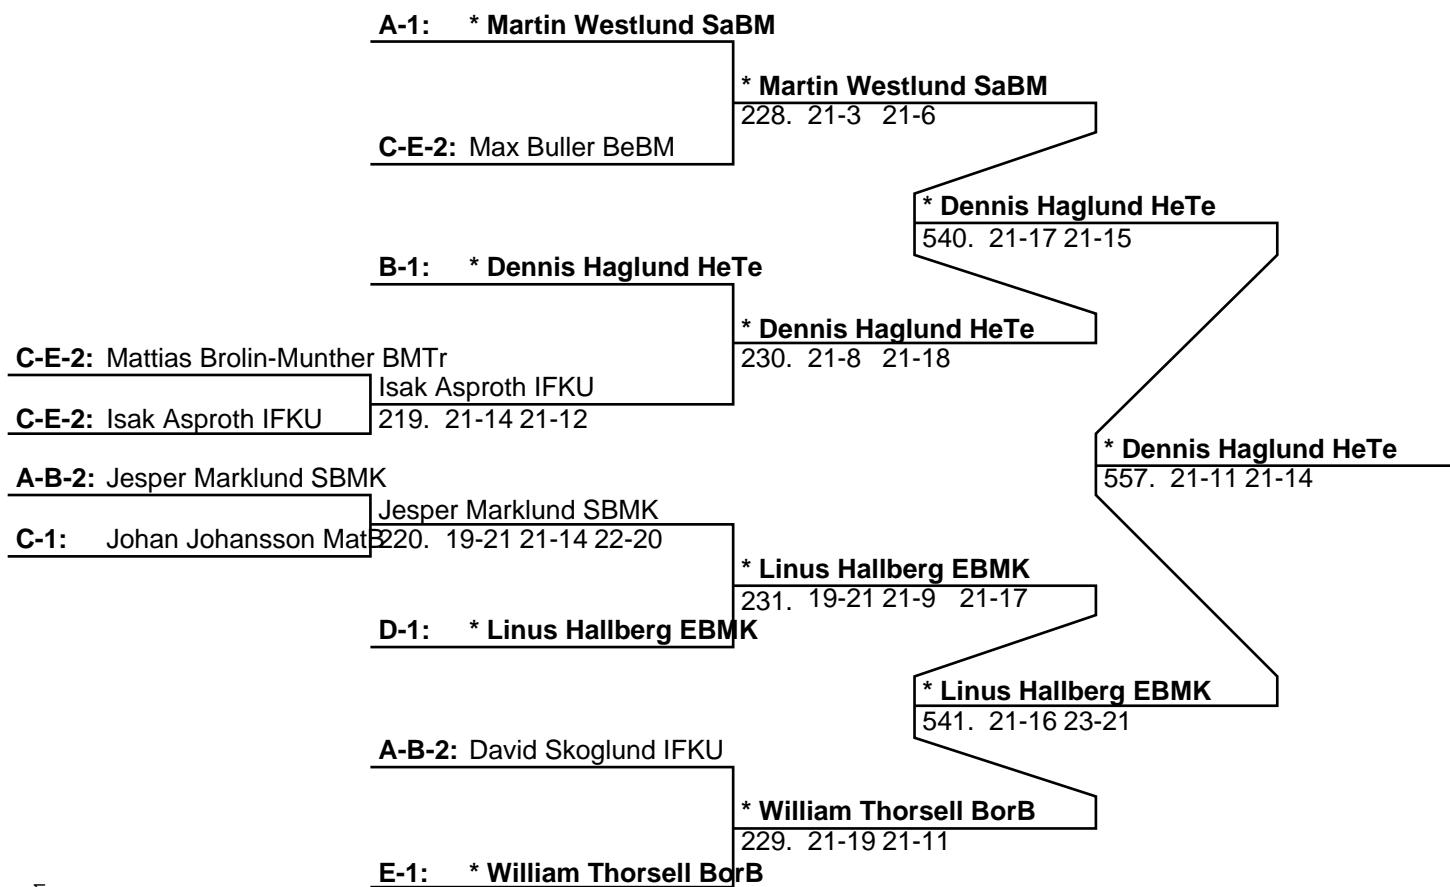 A-1: * Martin Westlund SaBM
* Martin Westlund SaBM
228. 21-3 21-6
C-E-2: Max Buller BeBM
* Dennis Haglund HeTe
540. 21-17 21-15
B-1: * Dennis Haglund HeTe
* Dennis Haglund HeTe
230. 21-8 21-18
C-E-2: Mattias Brolin-Munther BMTr
Isak Asproth IFKU
219. 21-14 21-12
C-E-2: Isak Asproth IFKU
* Dennis Haglund HeTe
557. 21-11 21-14
A-B-2: Jesper Marklund SBMK
Jesper Marklund SBMK
220. 19-21 21-14 22-20
C-1: Johan Johansson MatB
* Linus Hallberg EBMK
231. 19-21 21-9 21-17
D-1: * Linus Hallberg EBMK
* Linus Hallberg EBMK
541. 21-16 23-21
A-B-2: David Skoglund IFKU
* William Thorsell BorB
229. 21-19 21-11
E-1: * William Thorsell BorB